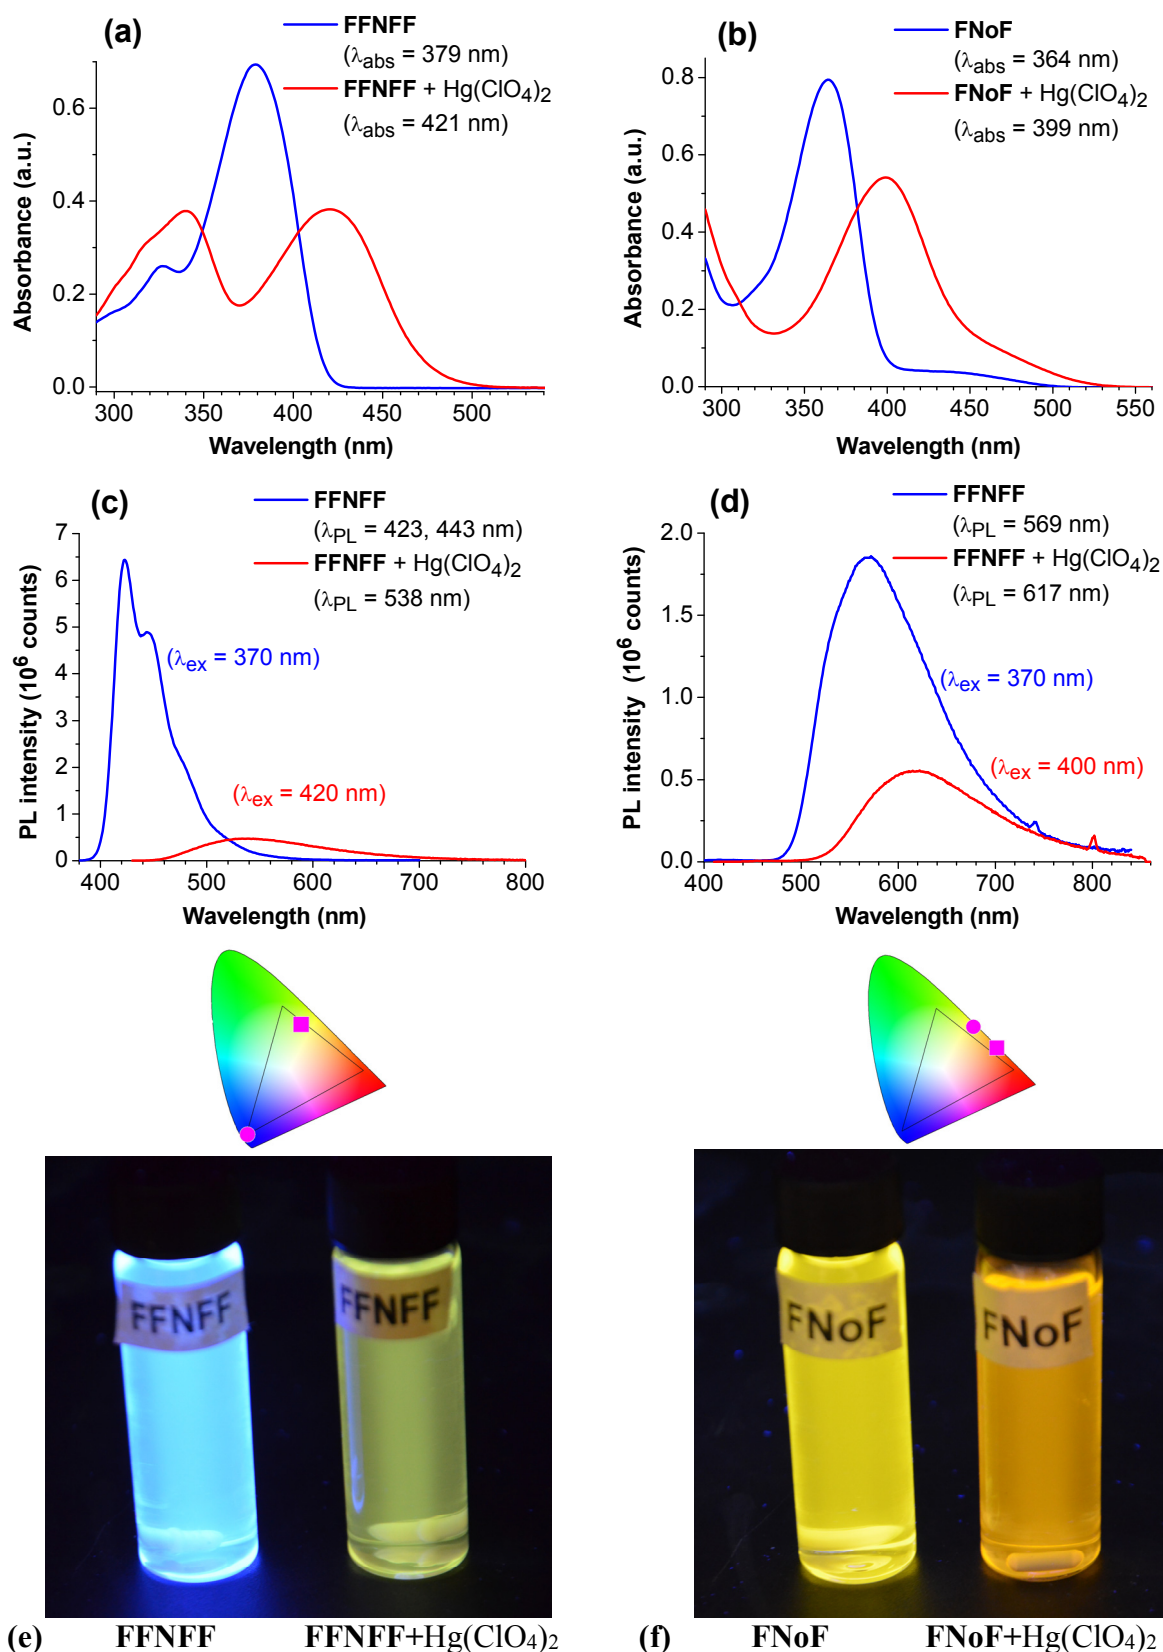 (a)
FFNFF
(λabs = 379 nm)
FFNFF + Hg(ClO4)2
(λabs = 421 nm)
0.6
0.4
0.2
0.0
Absorbance (a.u.)
300 350 400 450 500
Wavelength (nm)
(b)
FNoF
(λabs = 364 nm)
FNoF + Hg(ClO4)2
(λabs = 399 nm)
0.8
0.6
0.4
0.2
0.0
Absorbance (a.u.)
300 350 400 450 500 550
Wavelength (nm)
(c)
FFNFF
(λPL = 423, 443 nm)
FFNFF + Hg(ClO4)2
(λPL = 538 nm)
(λex = 370 nm)
(λex = 420 nm)
7
6
5
4
3
2
1
0
PL intensity (10⁶ counts)
400 500 600 700 800
Wavelength (nm)
(d)
FFNFF
(λPL = 569 nm)
FFNFF + Hg(ClO4)2
(λPL = 617 nm)
(λex = 370 nm)
(λex = 400 nm)
2.0
1.5
1.0
0.5
0.0
PL intensity (10⁶ counts)
400 500 600 700 800
Wavelength (nm)
FFNFF
FFNFF
FNoF
FNoF
(e) FFNFF FFNFF+Hg(ClO4)2
(f) FNoF FNoF+Hg(ClO4)2